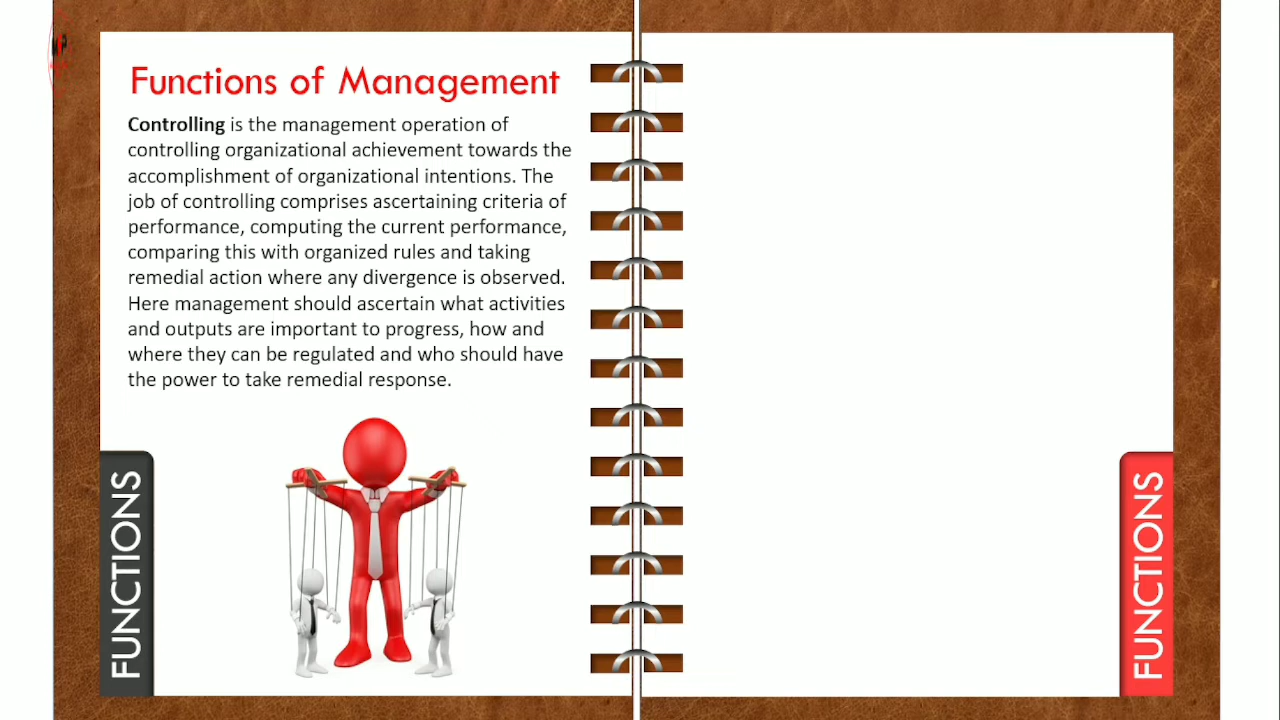 Functions of Management
Controlling is the management operation of
controlling organizational achievement towards the
accomplishment of organizational intentions. The
job of controlling comprises ascertaining criteria of
performance, computing the current performance,
comparing this with organized rules and taking
remedial action where any divergence is observed.
Here management should ascertain what activities
and outputs are important to progress, how and
where they can be regulated and who should have
the power to take remedial response.
FUNCTIONS
FUNCTIONS